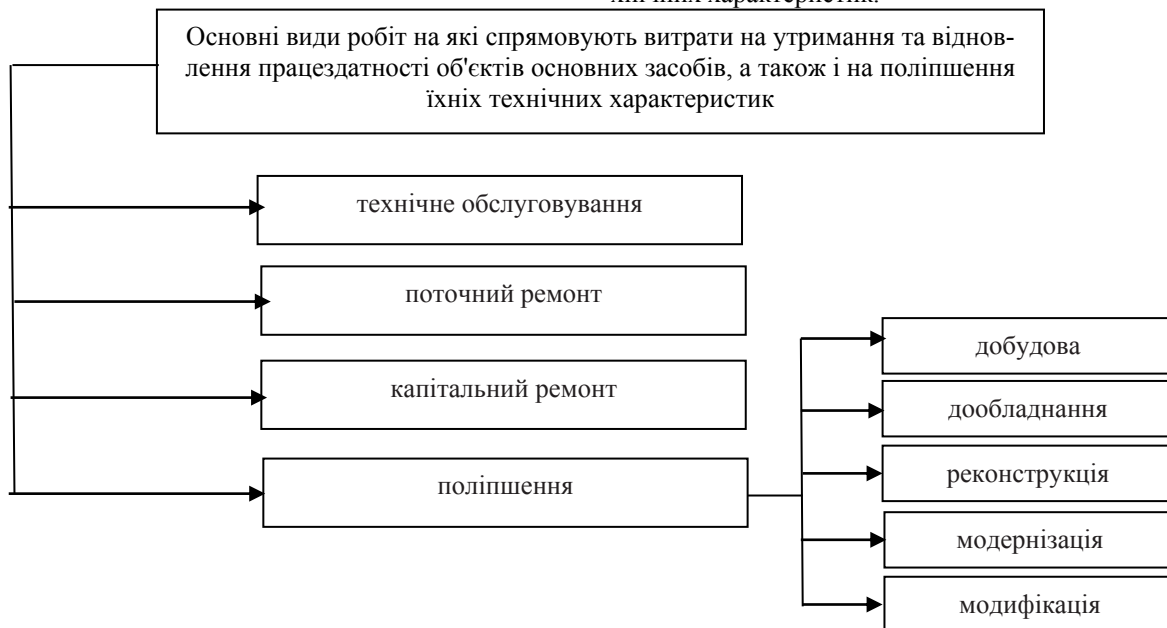 Основні види робіт на які спрямовують витрати на утримання та віднов-
лення працездатності об'єктів основних засобів, а також і на поліпшення
їхніх технічних характеристик
технічне обслуговування
поточний ремонт
капітальний ремонт
поліпшення
добудова
дообладнання
реконструкція
модернізація
модифікація